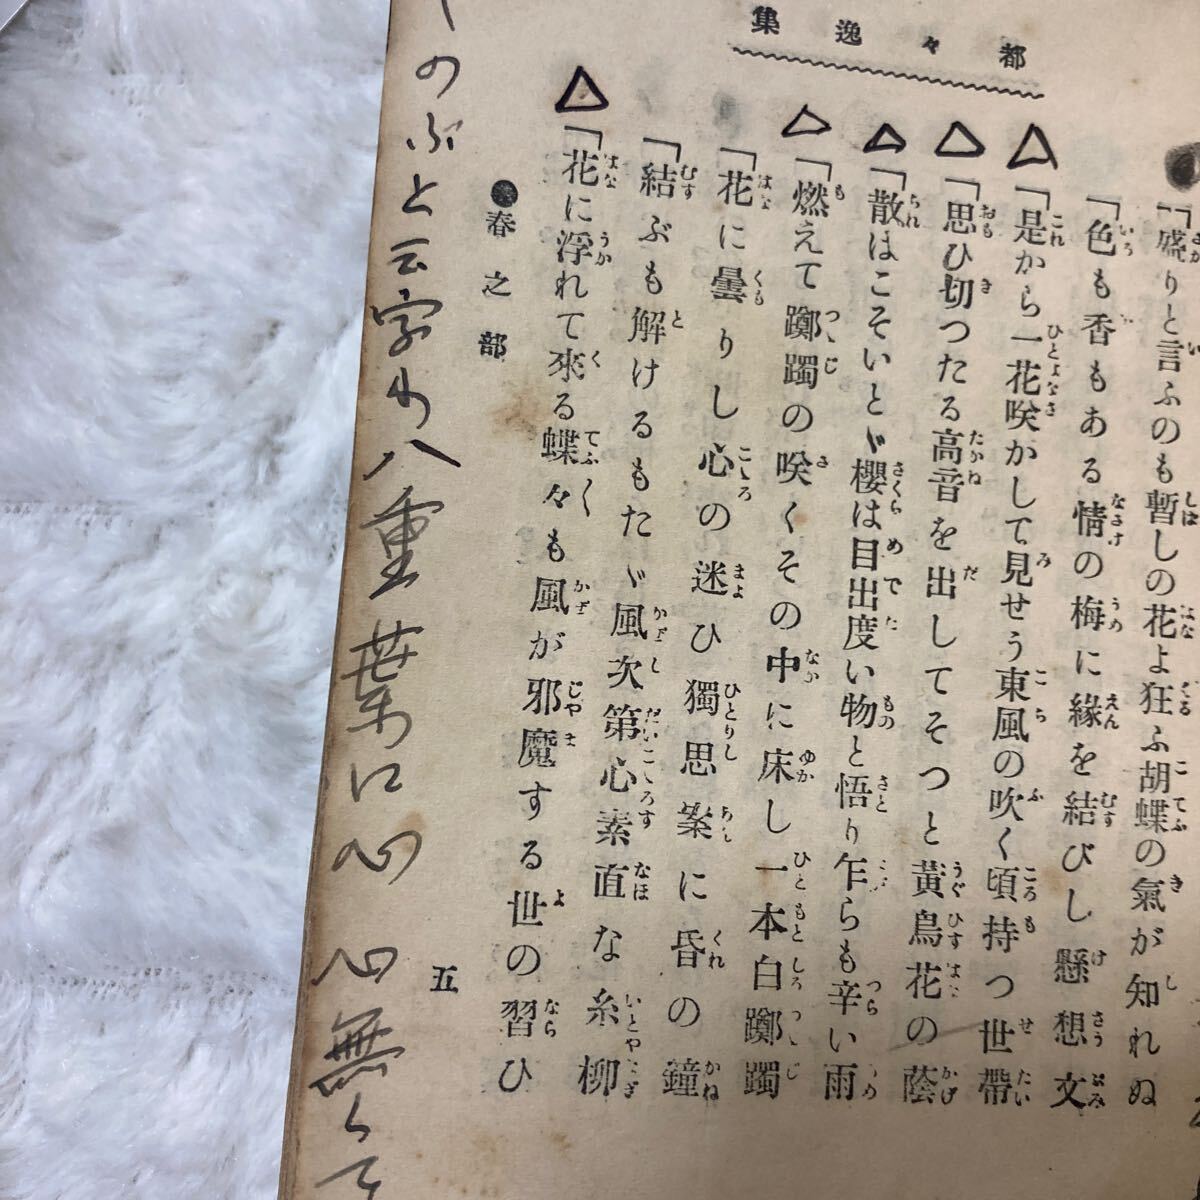 都々逸集
「盛りと言ふのも暫しの花よ狂ふ胡蝶の氣が知れぬ
「色も香もある情の梅に緣を結びし懸想文
「是から一花咲かして見せう東風の吹く頃持つ世帶
「思ひ切つたる高音を出してそつと黃鳥花の蔭
「散はこそいとゞ櫻は目出度い物と悟り乍らも辛い雨
「燃えて躑躅の咲くその中に床し一本白躑躅
「花に曇りし心の迷ひ獨思案に昏の鐘
「結ぶも解けるもたゞ風次第心素直な糸柳
「花に浮れて來る蝶々も風が邪魔する世の習ひ
●春之部
五
のぶと云字わ八重葉に心 心無くて